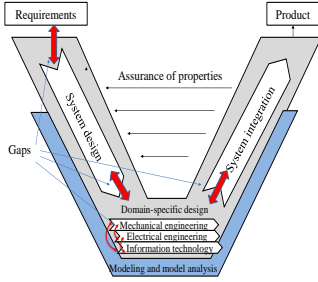 Requirements
Product
Assurance of properties
System design
System integration
Gaps
Domain-specific design
Mechanical engineering
Electrical engineering
Information technology
Modeling and model analysis